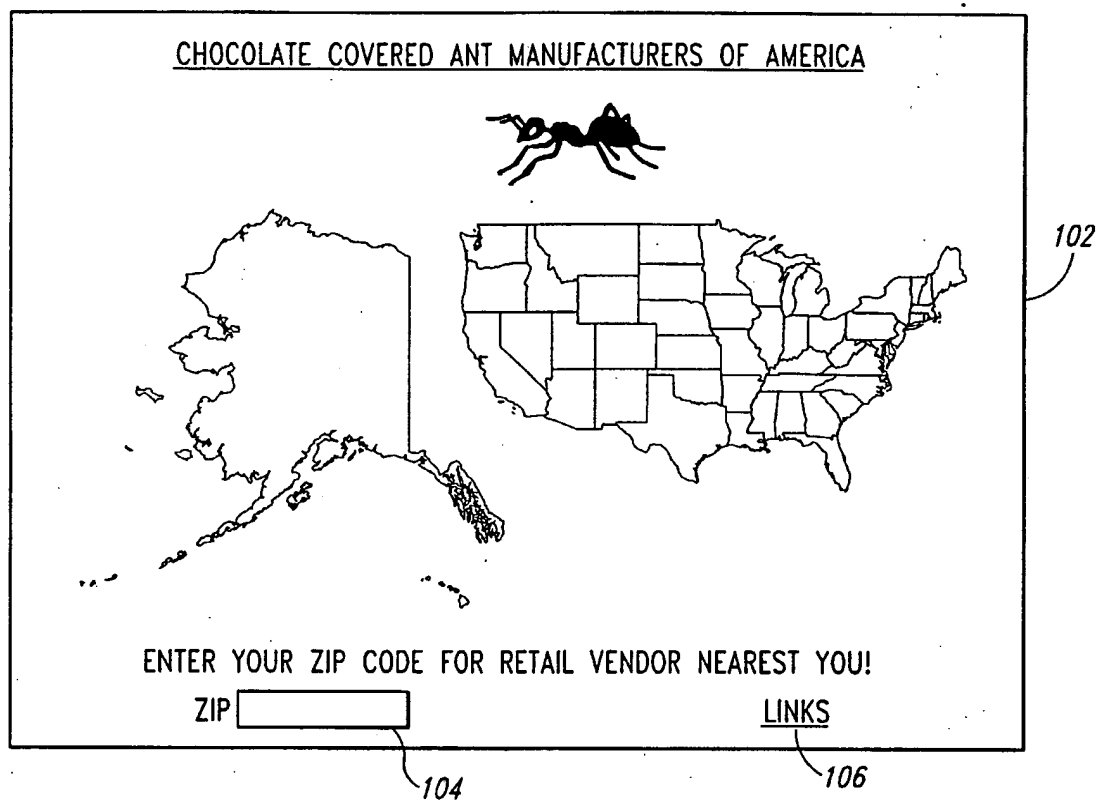 CHOCOLATE COVERED ANT MANUFACTURERS OF AMERICA
102
ENTER YOUR ZIP CODE FOR RETAIL VENDOR NEAREST YOU!
ZIP LINKS
104 106